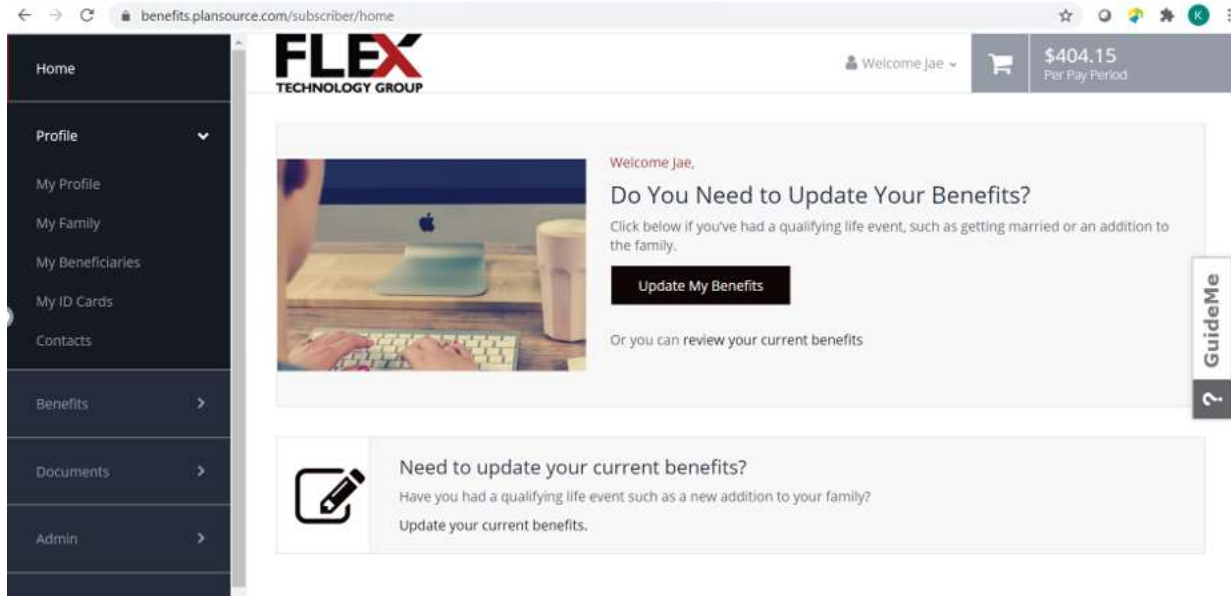 benefits.plansource.com/subscriber/home
K
Home
FLEX
TECHNOLOGY GROUP
Welcome Jae
$404.15
Per Pay Period
Profile
My Profile
My Family
My Beneficiaries
My ID Cards
Contacts
Benefits
Documents
Admin
Welcome Jae,
Do You Need to Update Your Benefits?
Click below if you've had a qualifying life event, such as getting married or an addition to
the family.
Update My Benefits
Or you can review your current benefits
GuideMe
?
Need to update your current benefits?
Have you had a qualifying life event such as a new addition to your family?
Update your current benefits.